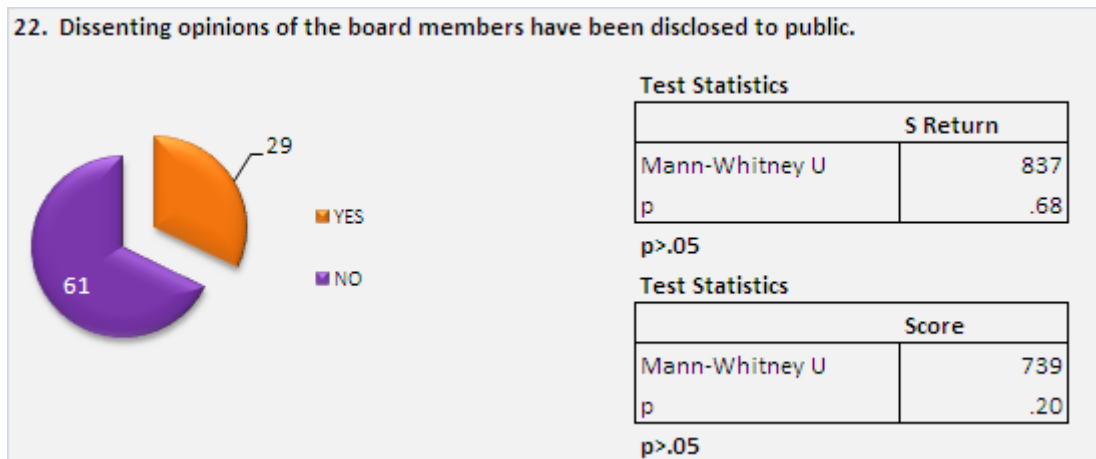 22. Dissenting opinions of the board members have been disclosed to public.
29
61
YES
NO
Test Statistics
S Return
Mann-Whitney U 837
p .68
p>.05
Test Statistics
Score
Mann-Whitney U 739
p .20
p>.05